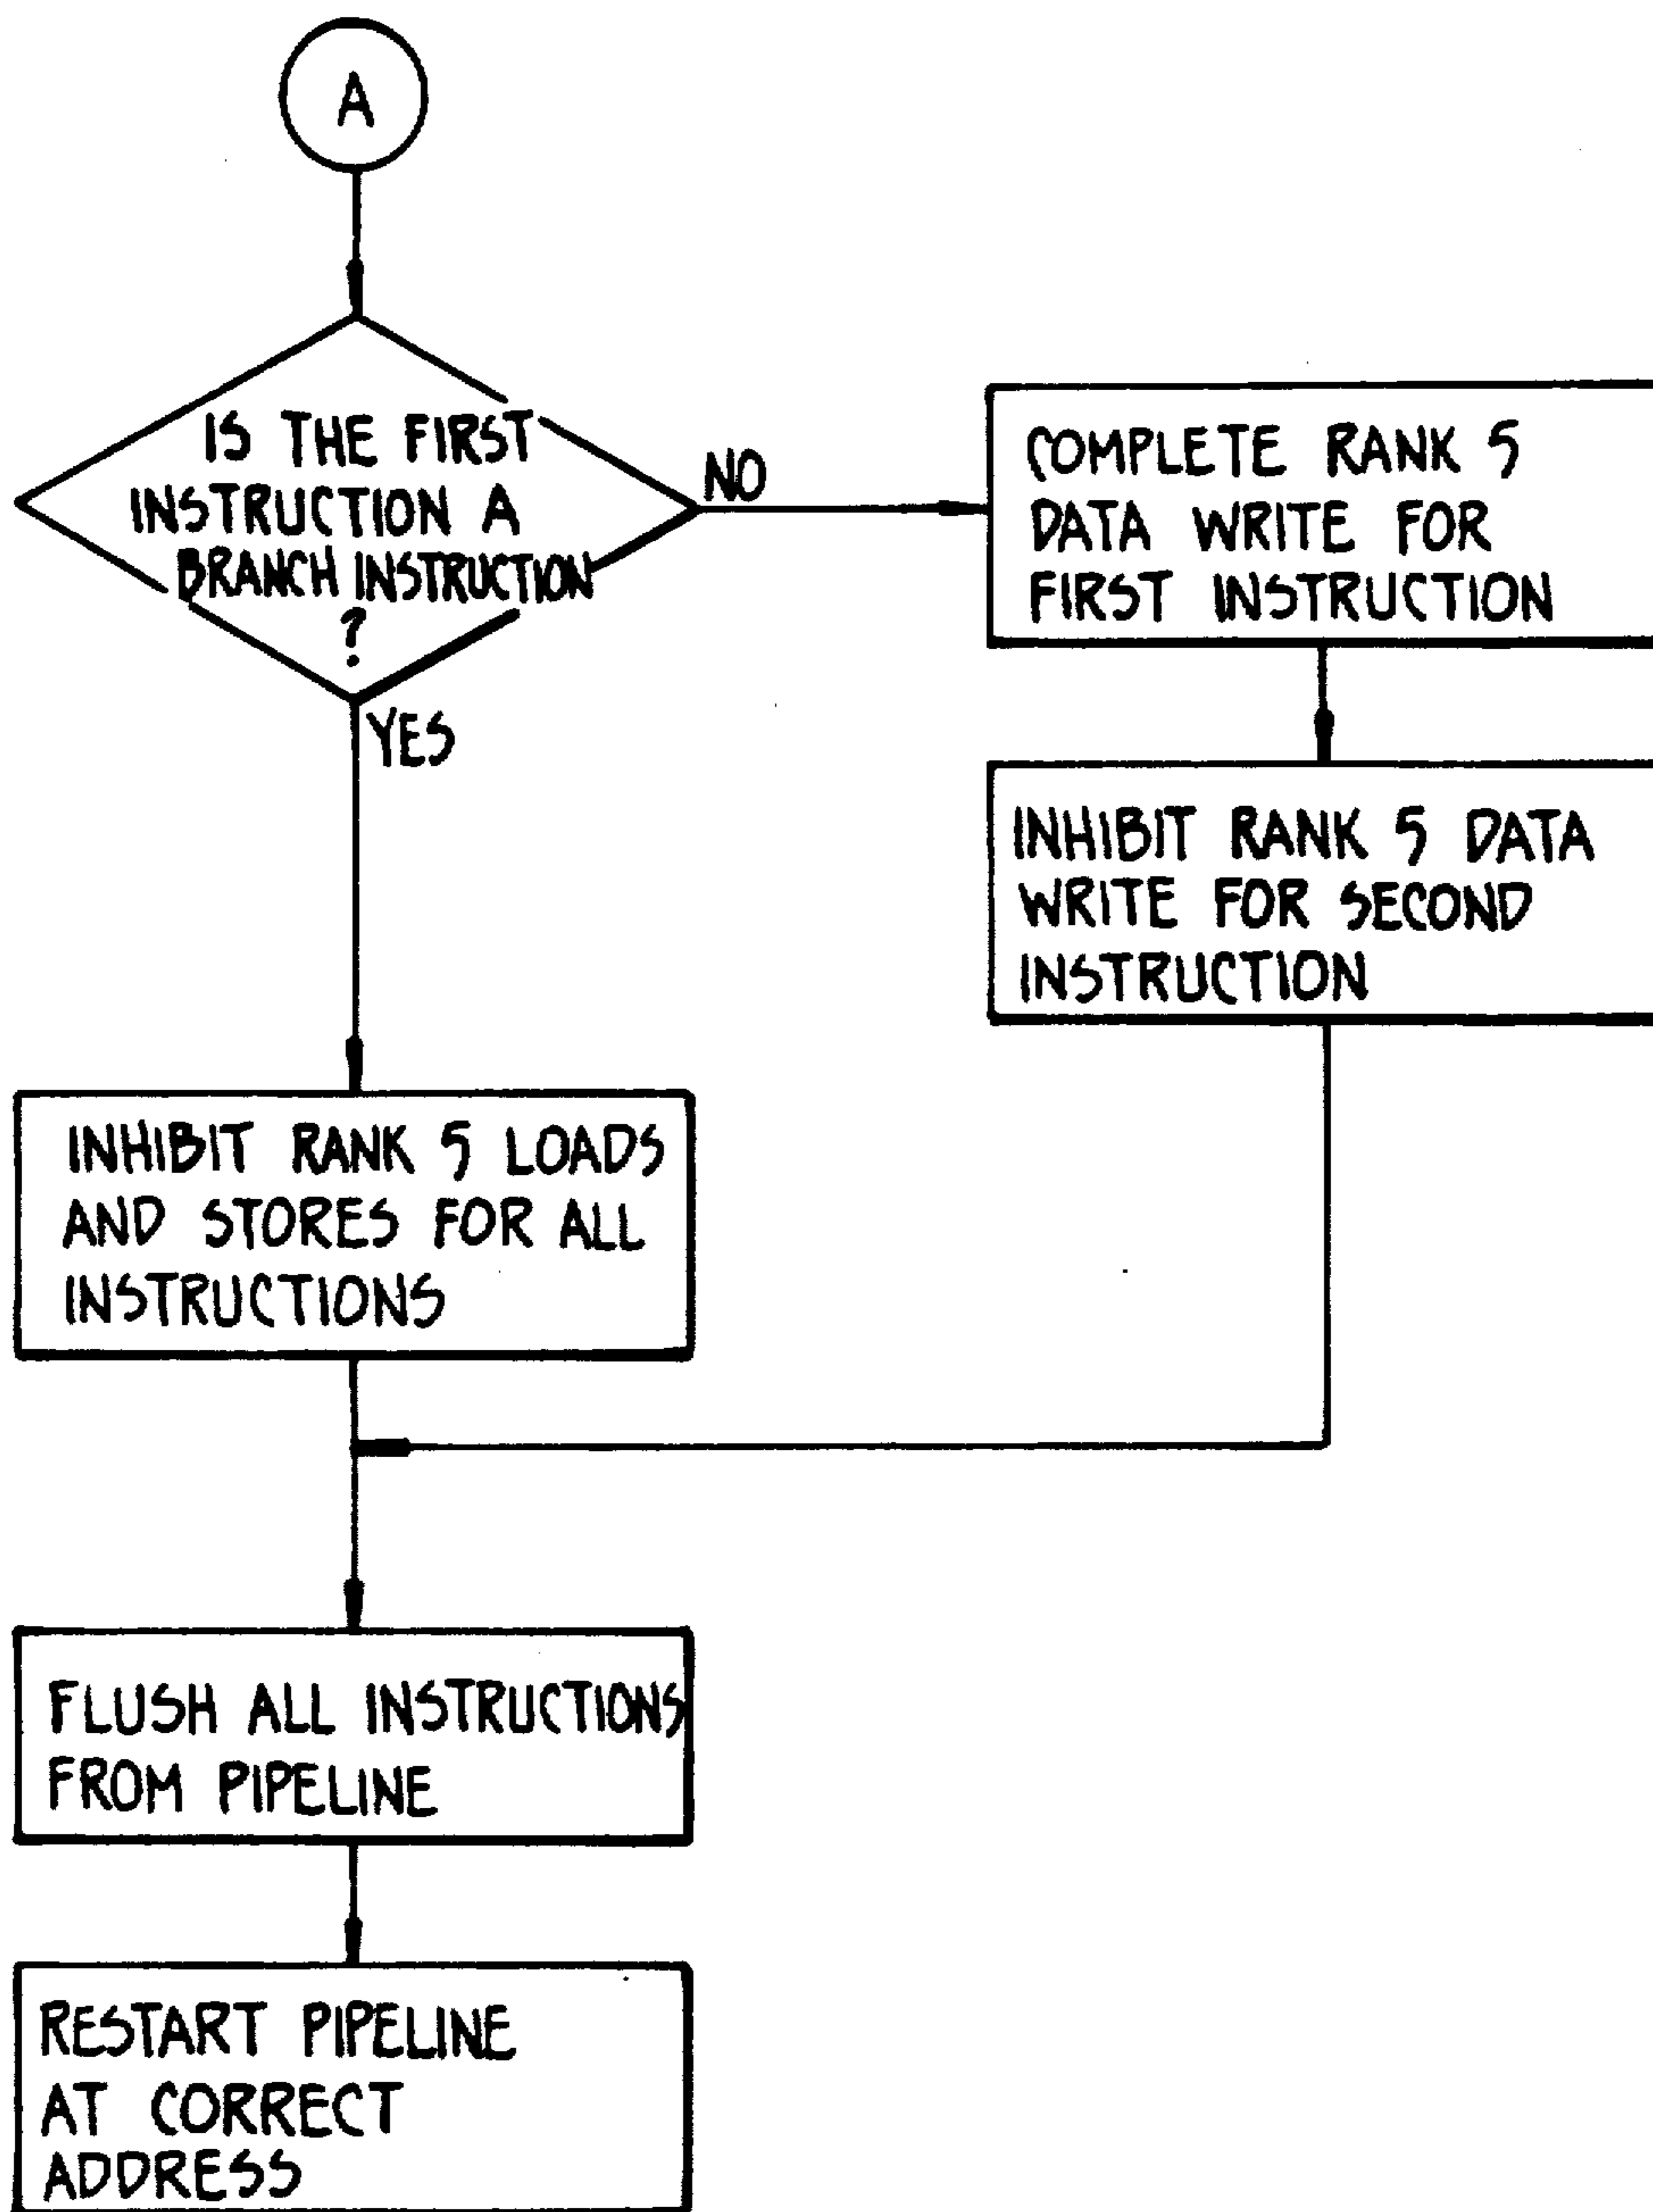 A
IS THE FIRST
INSTRUCTION A
BRANCH INSTRUCTION
?
NO
YES
COMPLETE RANK 5
DATA WRITE FOR
FIRST INSTRUCTION
INHIBIT RANK 5 DATA
WRITE FOR SECOND
INSTRUCTION
INHIBIT RANK 5 LOADS
AND STORES FOR ALL
INSTRUCTIONS
FLUSH ALL INSTRUCTIONS
FROM PIPELINE
RESTART PIPELINE
AT CORRECT
ADDRESS